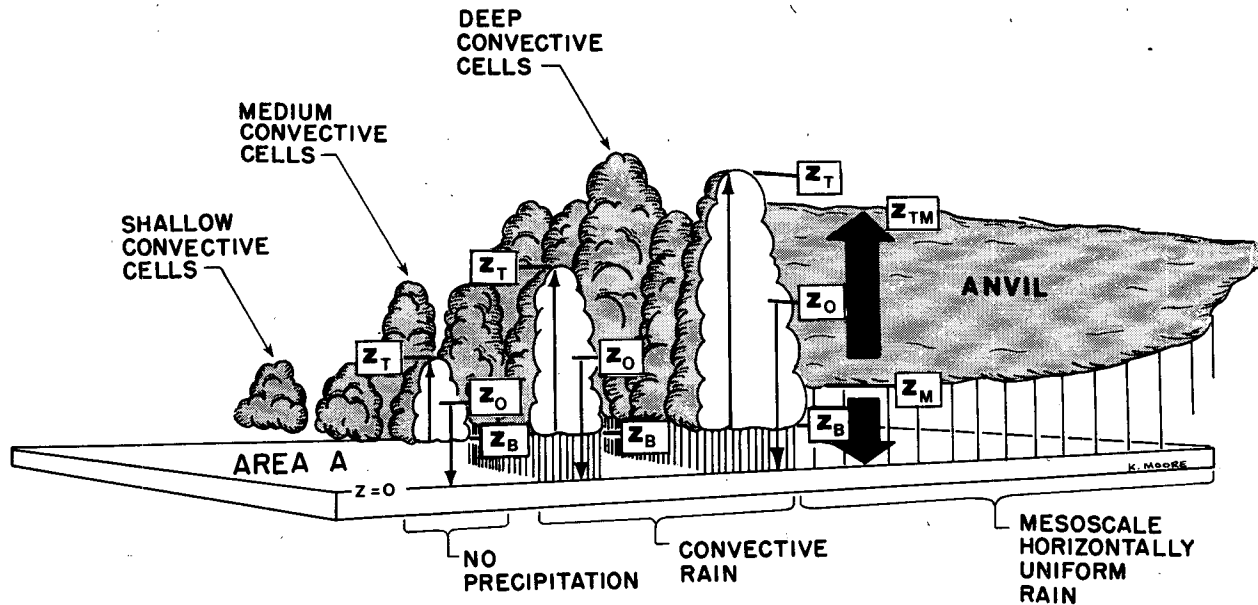 DEEP
CONVECTIVE
CELLS
MEDIUM
CONVECTIVE
CELLS
SHALLOW
CONVECTIVE
CELLS
Z_T
Z_TM
Z_T
ANVIL
Z_O
Z_T
Z_O
Z_O
Z_M
Z_B
Z_B
Z_B
AREA A
Z=O
K. MOORE
NO
PRECIPITATION
CONVECTIVE
RAIN
MESOSCALE
HORIZONTALLY
UNIFORM
RAIN